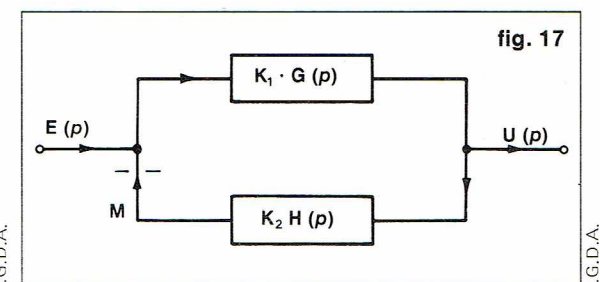 fig. 17
K₁ · G (p)
E (p)
U (p)
– –
M
K₂ H (p)
.G.D.A.
.G.D.A.